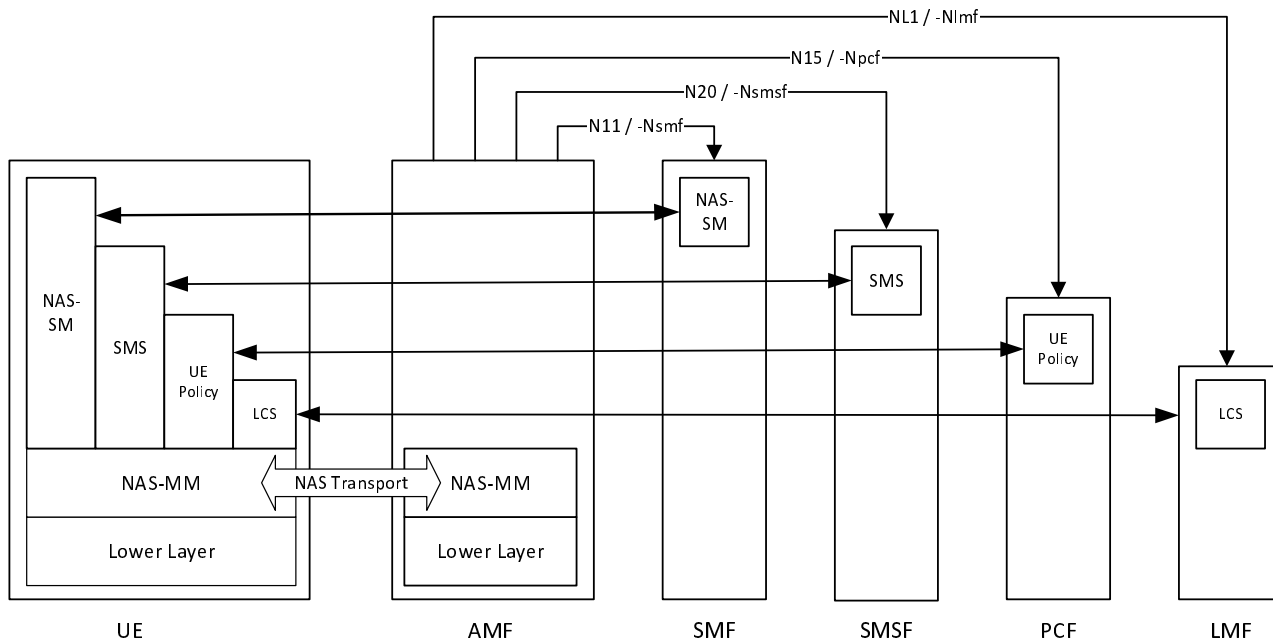 NL1 / -Nlmf
N15 / -Npcf
N20 / -Nsmsf
N11 / -Nsmf
NAS-
SM
SMS
UE
Policy
LCS
NAS-MM
Lower Layer
NAS Transport
NAS-MM
Lower Layer
NAS-
SM
SMS
UE
Policy
LCS
UE
AMF
SMF
SMSF
PCF
LMF